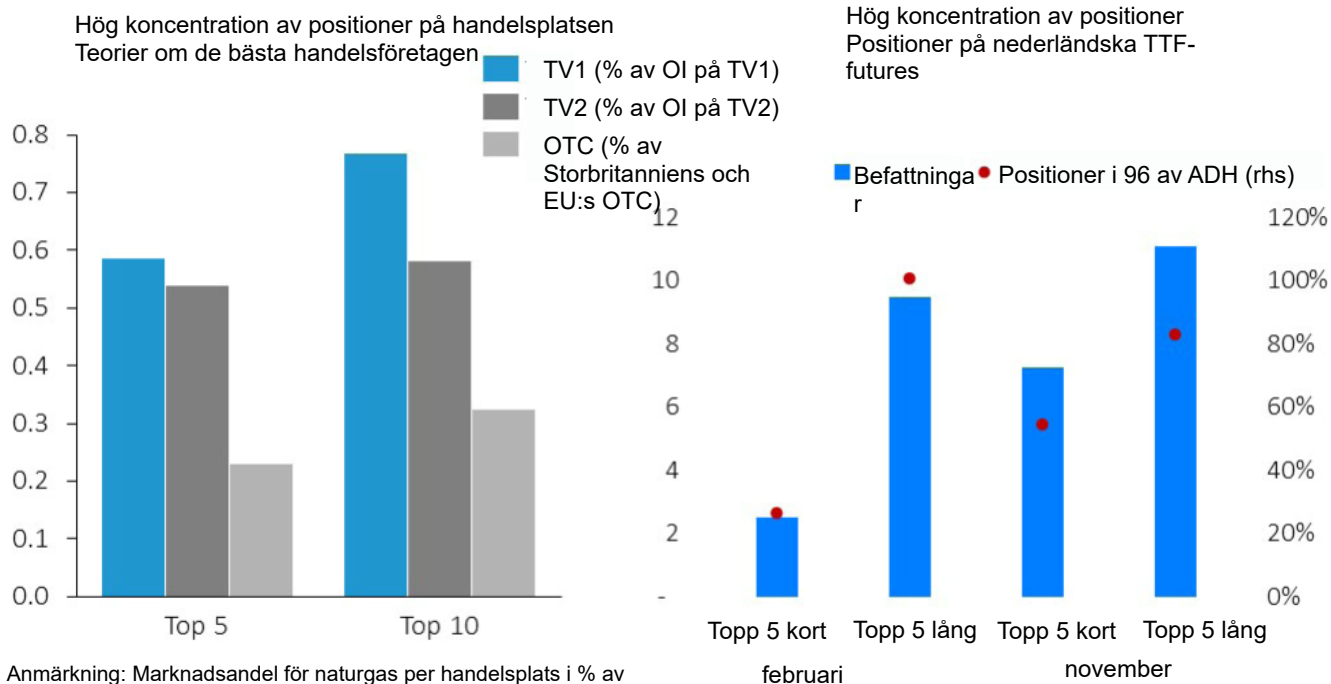 Hög koncentration av positioner på handelsplatsen
Teorier om de bästa handelsföretagen
TV1 (% av OI på TV1)
TV2 (% av OI på TV2)
OTC (% av
Storbritanniens och
EU:s OTC)
0.8
0.7
0.6
0.5
0.4
0.3
0.2
0.1
0.0
Top 5
Top 10
Anmärkning: Marknadsandel för naturgas per handelsplats i % av
Hög koncentration av positioner
Positioner på nederländska TTF-
futures
Befattninga
r
Positioner i 96 av ADH (rhs)
12
10
8
6
4
2
-
120%
100%
80%
60%
40%
20%
0%
Topp 5 kort
Topp 5 lång
Topp 5 kort
Topp 5 lång
februari
november